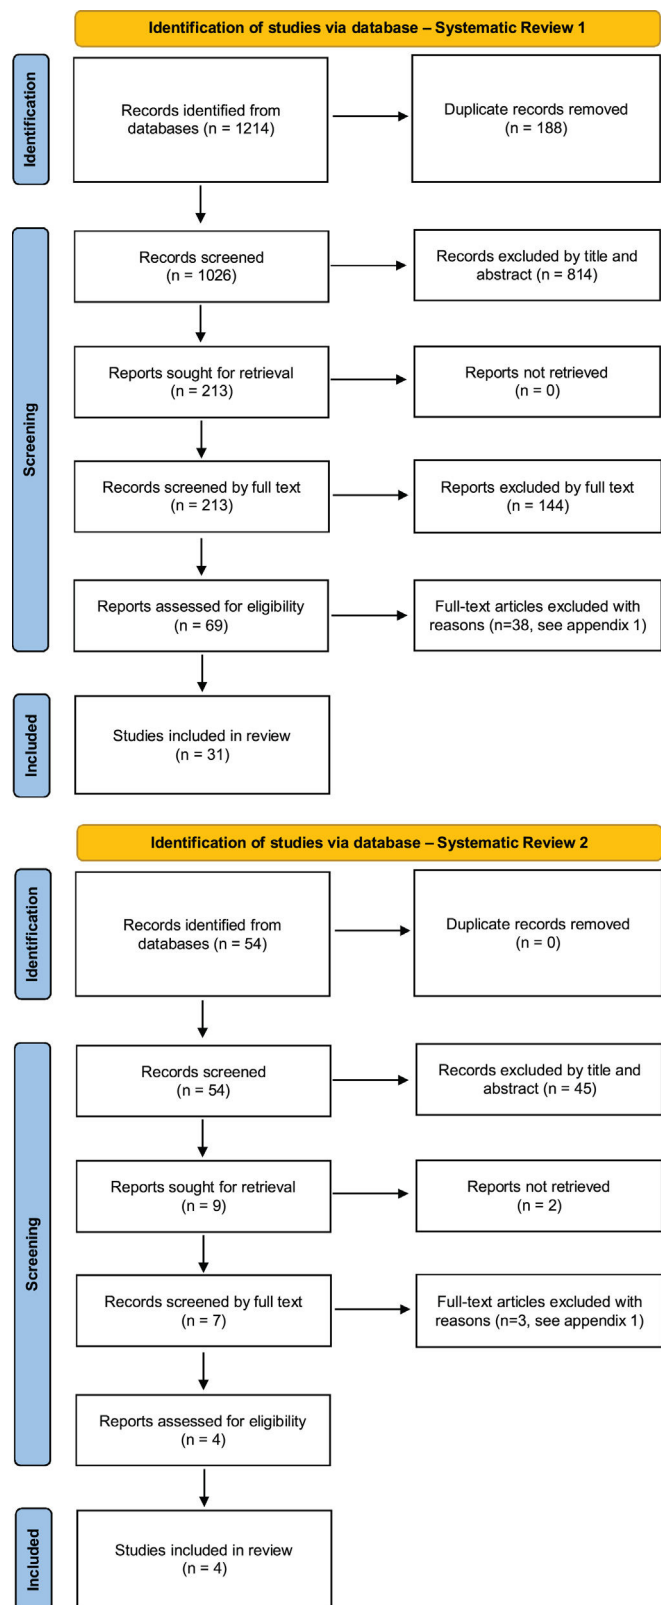 Identification of studies via database – Systematic Review 1
Identification
Records identified from
databases (n = 1214)
Duplicate records removed
(n = 188)
Screening
Records screened
(n = 1026)
Records excluded by title and
abstract (n = 814)
Reports sought for retrieval
(n = 213)
Reports not retrieved
(n = 0)
Records screened by full text
(n = 213)
Reports excluded by full text
(n = 144)
Reports assessed for eligibility
(n = 69)
Full-text articles excluded with
reasons (n=38, see appendix 1)
Included
Studies included in review
(n = 31)
Identification of studies via database – Systematic Review 2
Identification
Records identified from
databases (n = 54)
Duplicate records removed
(n = 0)
Screening
Records screened
(n = 54)
Records excluded by title and
abstract (n = 45)
Reports sought for retrieval
(n = 9)
Reports not retrieved
(n = 2)
Records screened by full text
(n = 7)
Full-text articles excluded with
reasons (n=3, see appendix 1)
Reports assessed for eligibility
(n = 4)
Included
Studies included in review
(n = 4)